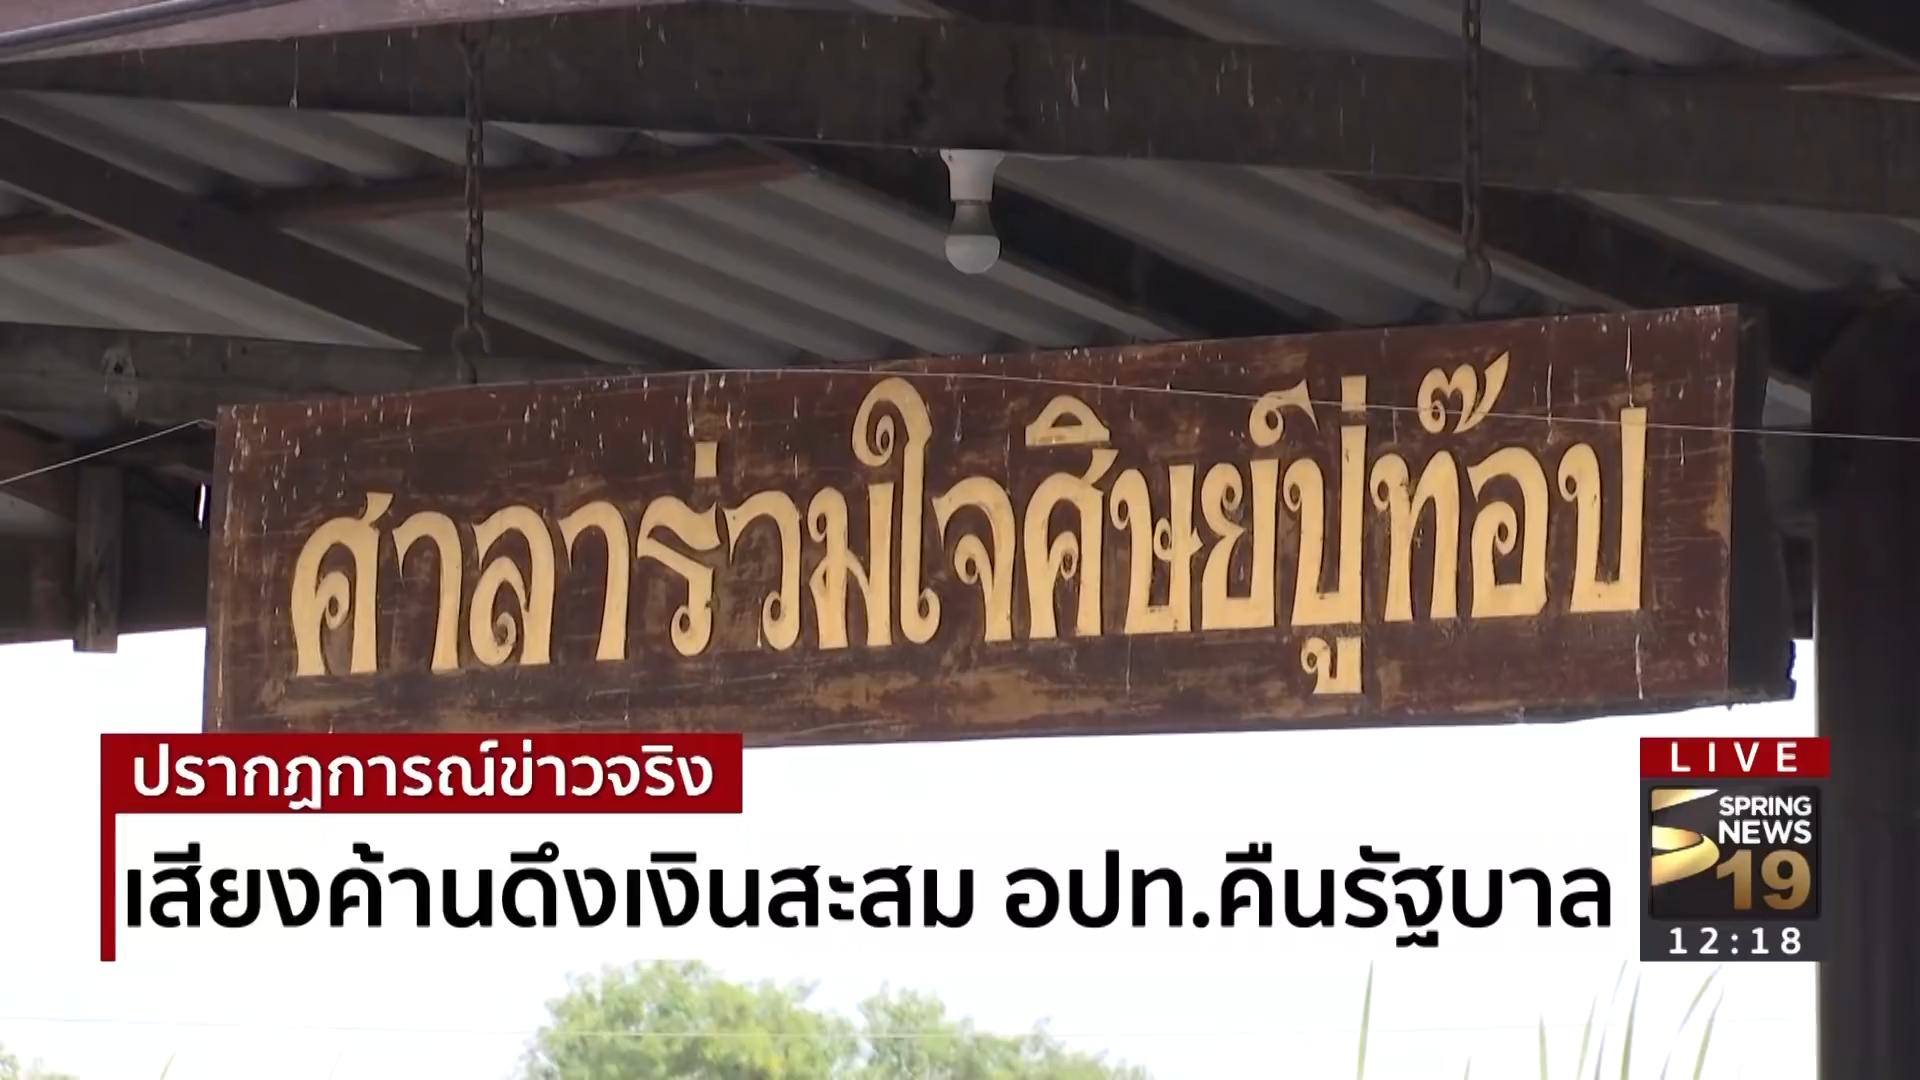 ศาลาร่วมใจศิษย์ปู่ท๊อป
ปรากฏการณ์ข่าวจริง
เสียงค้านดึงเงินสะสม อปท.คืนรัฐบาล
LIVE
SPRING
NEWS
19
12:18